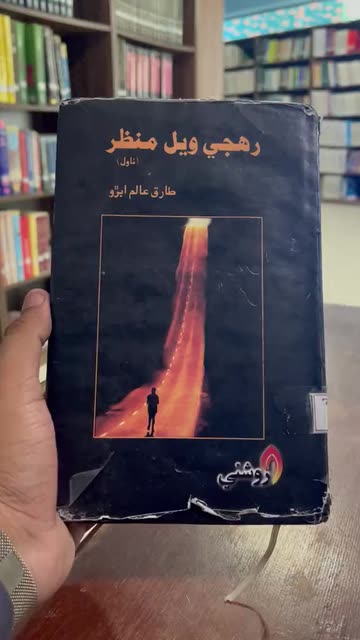 رهجي ويل منظر
(ناول)
طارق عالم ابڙو
روشني